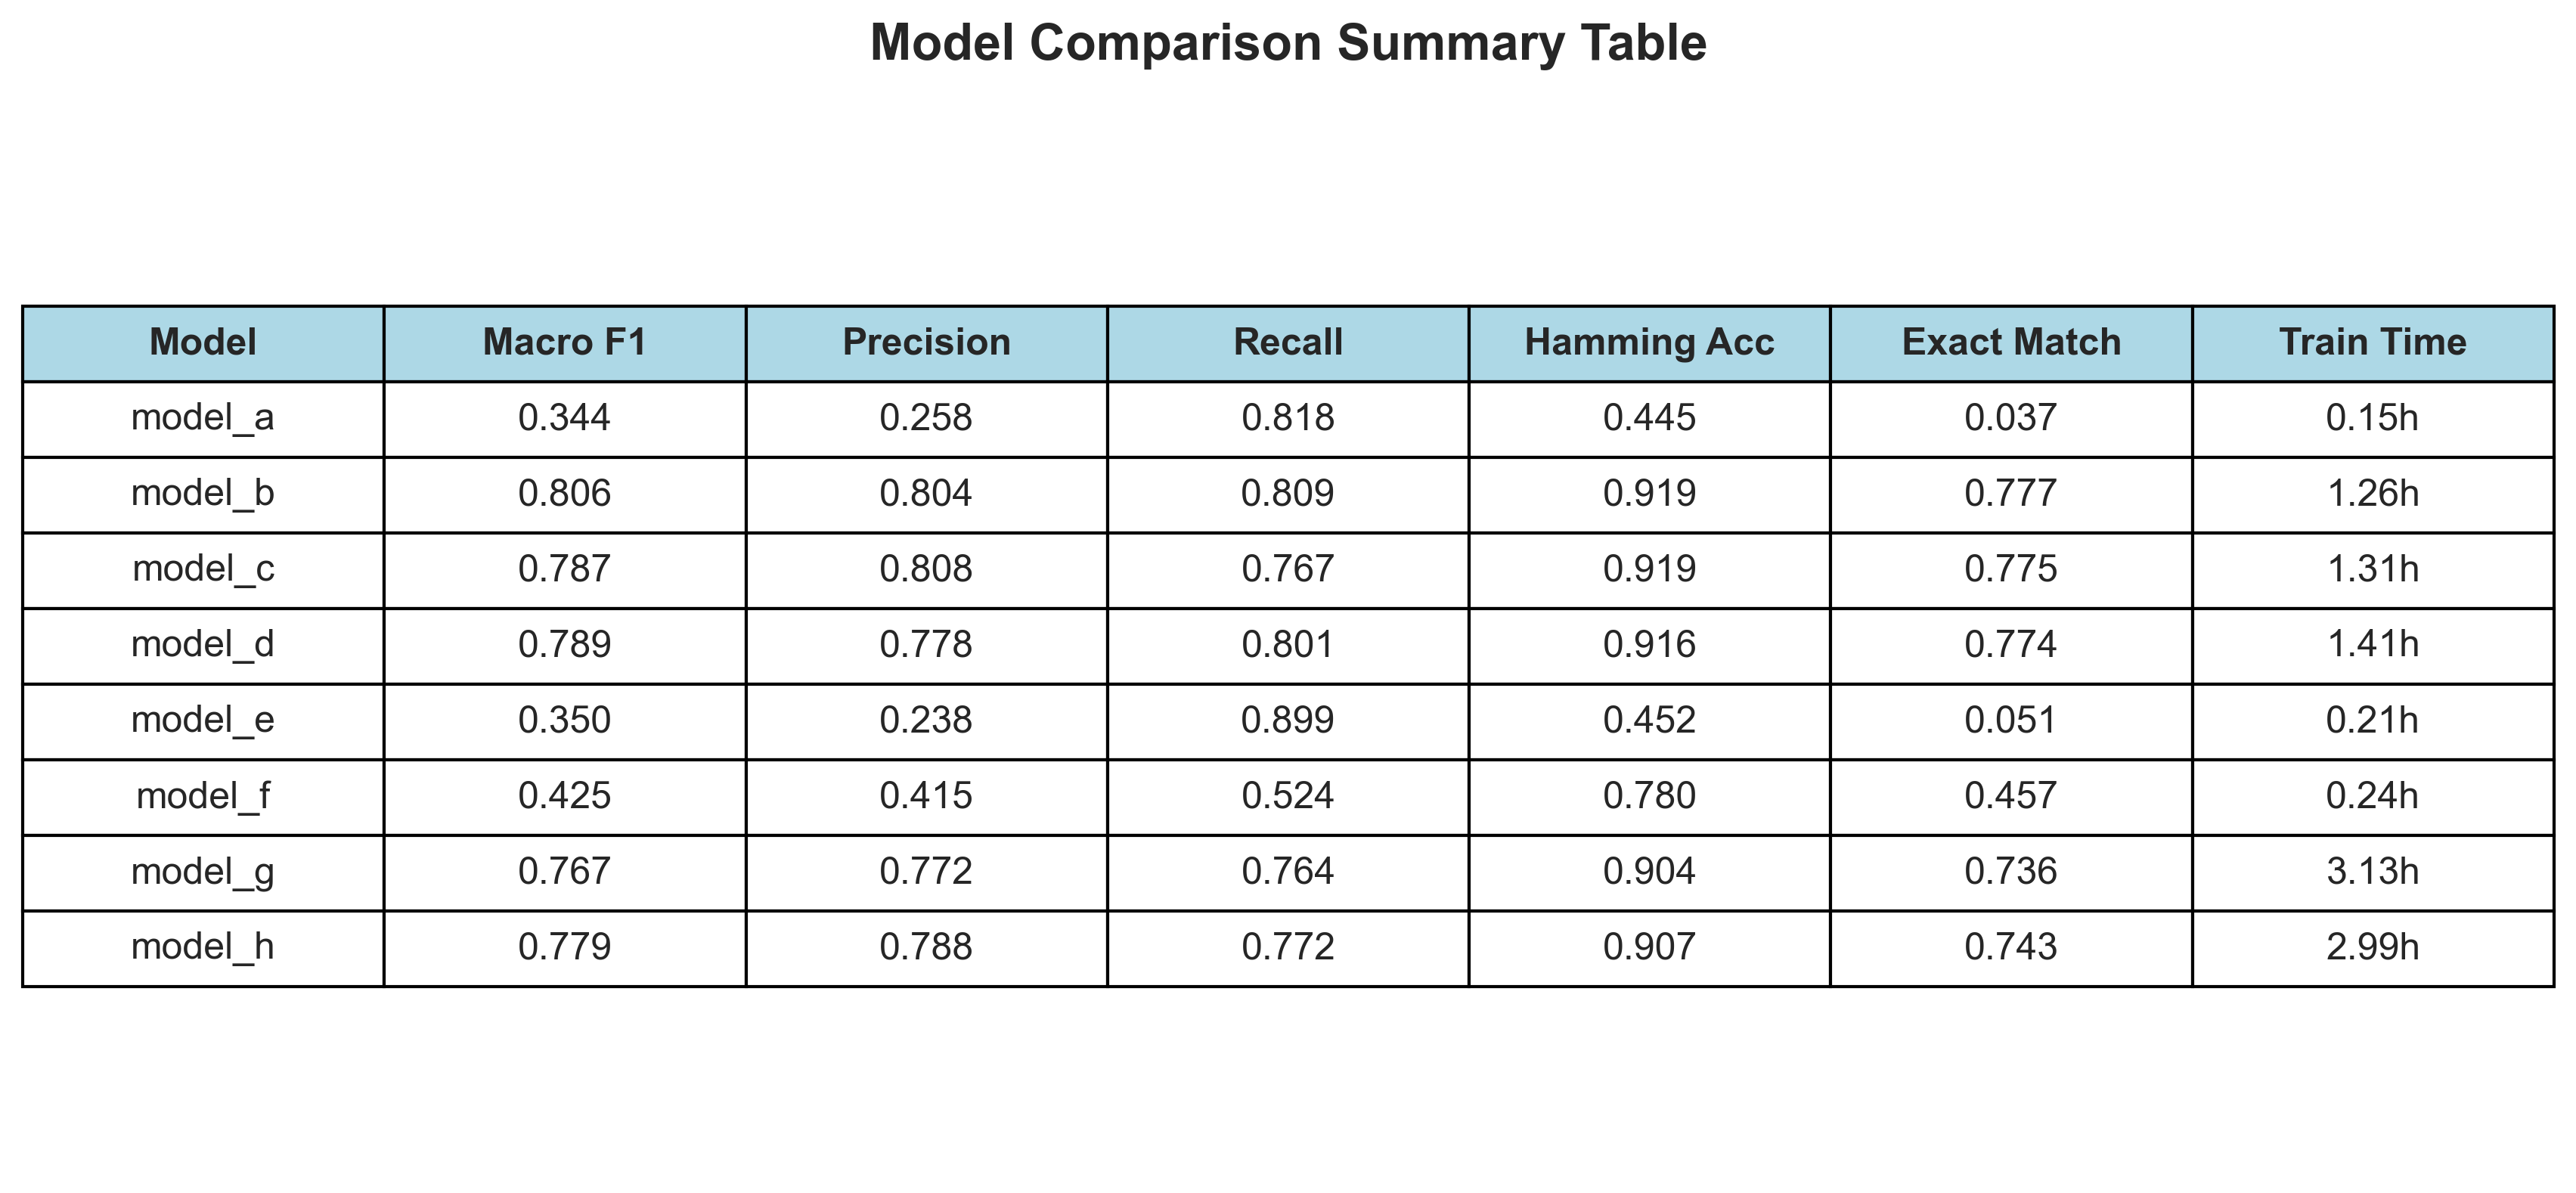 Model Comparison Summary Table
Model Macro F1 Precision Recall Hamming Acc Exact Match Train Time
model_a 0.344 0.258 0.818 0.445 0.037 0.15h
model_b 0.806 0.804 0.809 0.919 0.777 1.26h
model_c 0.787 0.808 0.767 0.919 0.775 1.31h
model_d 0.789 0.778 0.801 0.916 0.774 1.41h
model_e 0.350 0.238 0.899 0.452 0.051 0.21h
model_f 0.425 0.415 0.524 0.780 0.457 0.24h
model_g 0.767 0.772 0.764 0.904 0.736 3.13h
model_h 0.779 0.788 0.772 0.907 0.743 2.99h